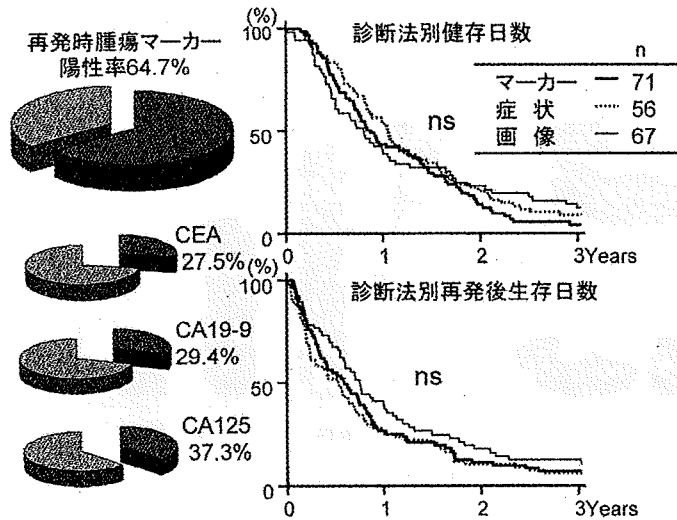 再発時腫瘍マーカー
陽性率64.7%
CEA
27.5%
CA19-9
29.4%
CA125
37.3%
(%)
診断法別健存日数
100
50
0
ns
n
マーカー 71
症 状 56
画 像 67
0
1
2
3Years
(%)
診断法別再発後生存日数
100
50
0
ns
0
1
2
3Years